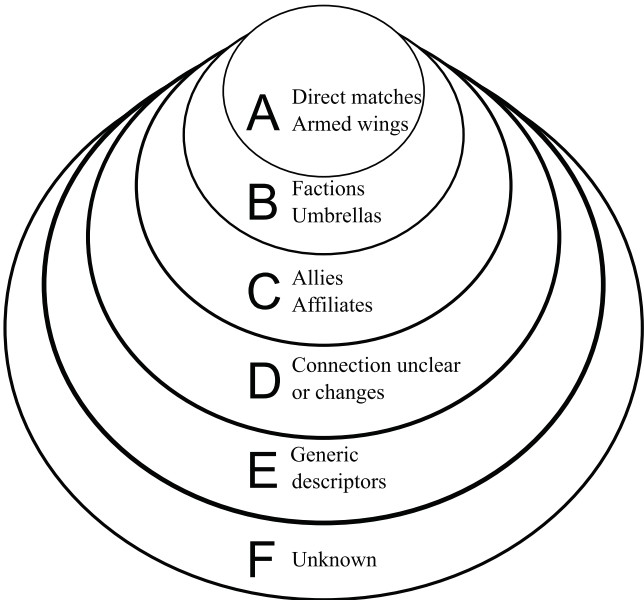 A Direct matches
Armed wings
B Factions
Umbrellas
C Allies
Affiliates
D Connection unclear
or changes
E Generic
descriptors
F Unknown